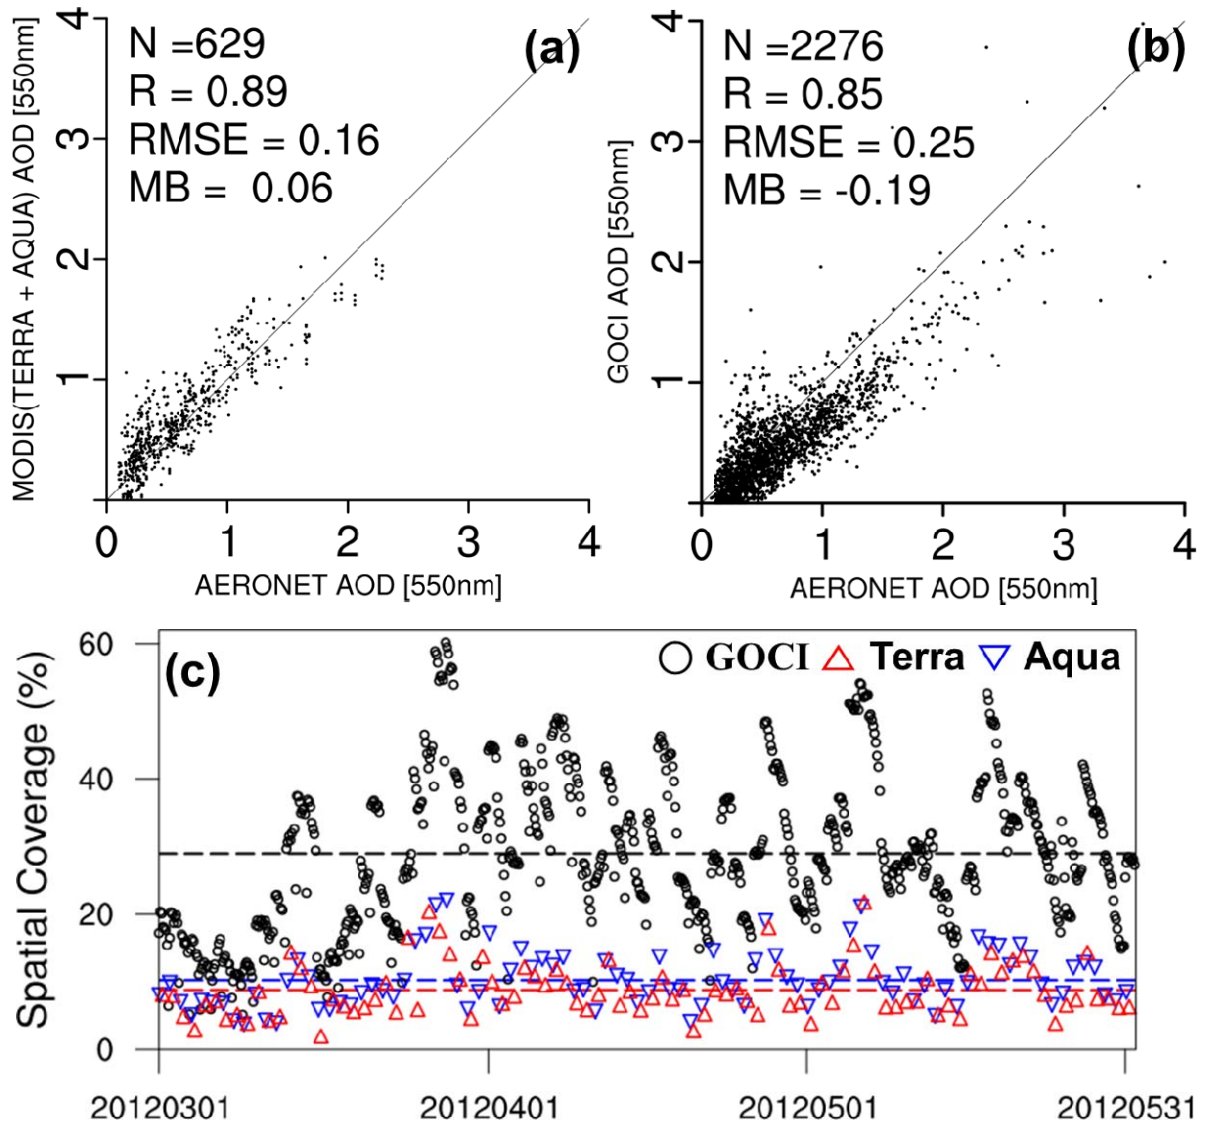 MODIS(TERRA + AQUA) AOD [550nm]
4
3
2
1
N =629
R = 0.89
RMSE = 0.16
MB = 0.06
(a)
0 1 2 3 4
AERONET AOD [550nm]
GOCI AOD [550nm]
4
3
2
1
N =2276
R = 0.85
RMSE = 0.25
MB = -0.19
(b)
0 1 2 3 4
AERONET AOD [550nm]
Spatial Coverage (%)
60
40
20
0
(c)
GOCI Terra Aqua
20120301 20120401 20120501 20120531